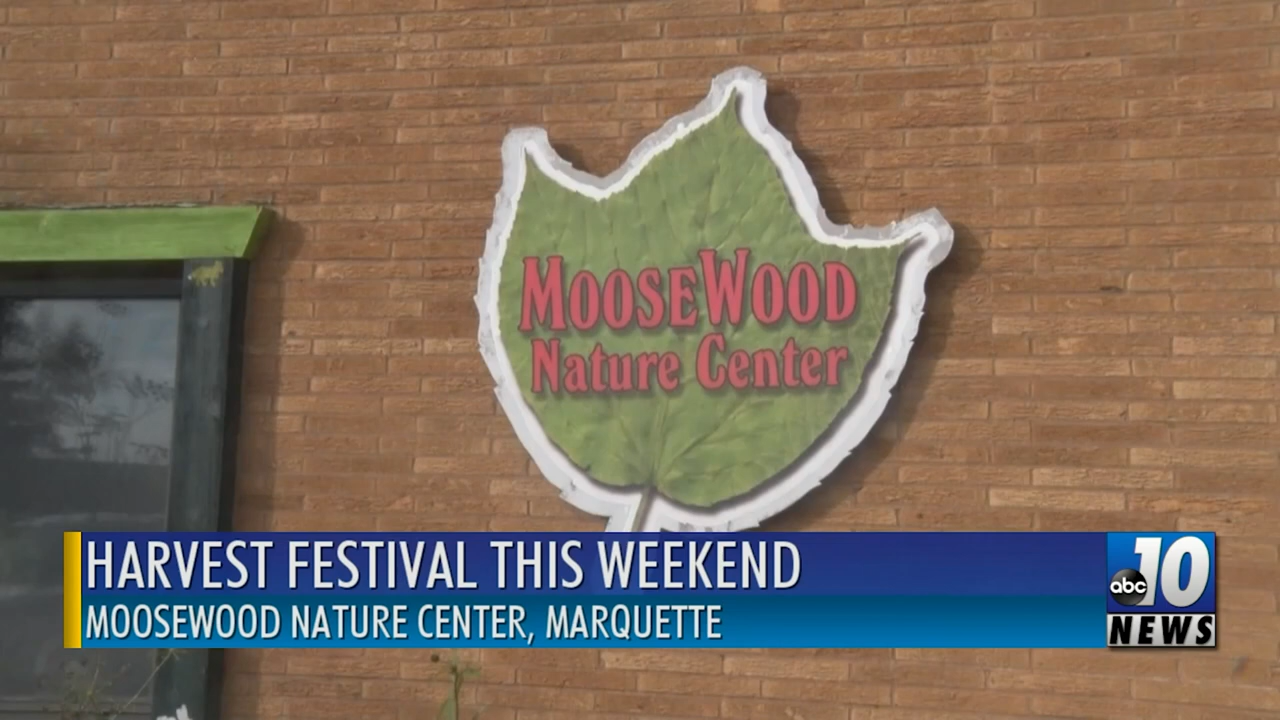 MOOSEWOOD
Nature Center
HARVEST FESTIVAL THIS WEEKEND
MOOSEWOOD NATURE CENTER, MARQUETTE
abc 10
NEWS